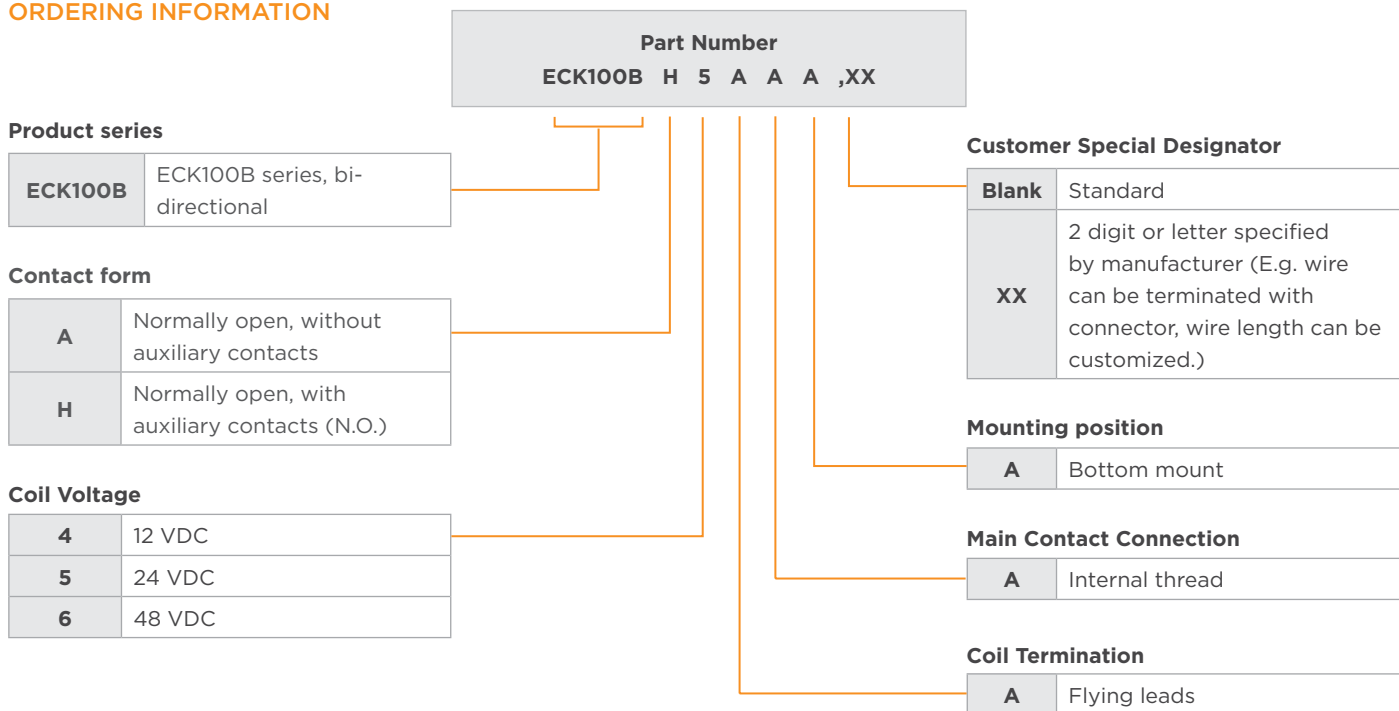 ORDERING INFORMATION
Part Number
ECK100B H 5 A A A ,XX
Product series
ECK100B
ECK100B series, bi-
directional
Contact form
A
Normally open, without
auxiliary contacts
H
Normally open, with
auxiliary contacts (N.O.)
Coil Voltage
4 12 VDC
5 24 VDC
6 48 VDC
Customer Special Designator
Blank Standard
XX
2 digit or letter specified
by manufacturer (E.g. wire
can be terminated with
connector, wire length can be
customized.)
Mounting position
A Bottom mount
Main Contact Connection
A Internal thread
Coil Termination
A Flying leads